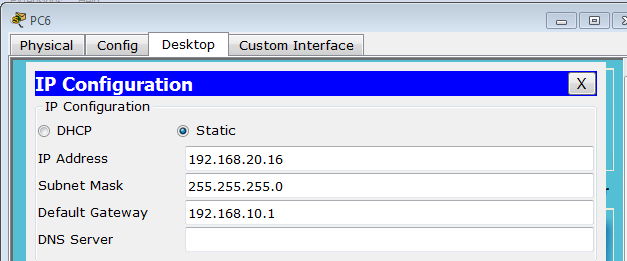 PC6
Physical Config Desktop Custom Interface
IP Configuration X
IP Configuration
DHCP Static
IP Address 192.168.20.16
Subnet Mask 255.255.255.0
Default Gateway 192.168.10.1
DNS Server